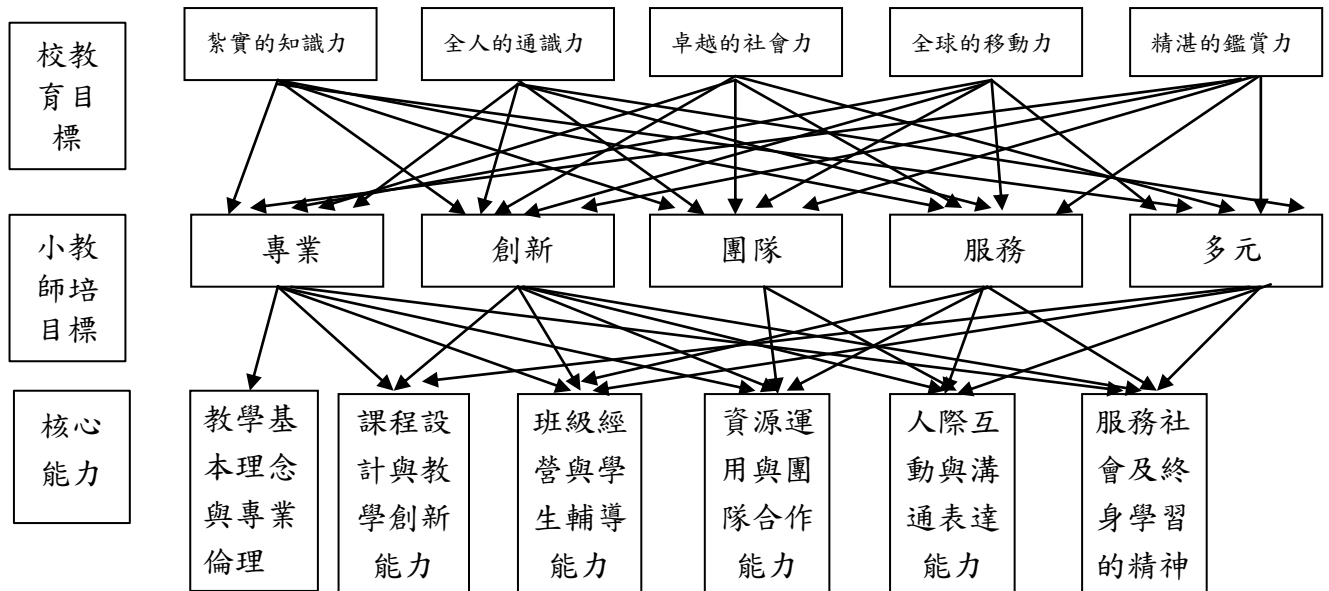 校教
育目
標
紮實的知識力
全人的通識力
卓越的社會力
全球的移動力
精湛的鑑賞力
小教
師培
目標
專業
創新
團隊
服務
多元
核心
能力
教學基
本理念
與專業
倫理
課程設
計與教
學創新
能力
班級經
營與學
生輔導
能力
資源運
用與團
隊合作
能力
人際互
動與溝
通表達
能力
服務社
會及終
身學習
的精神